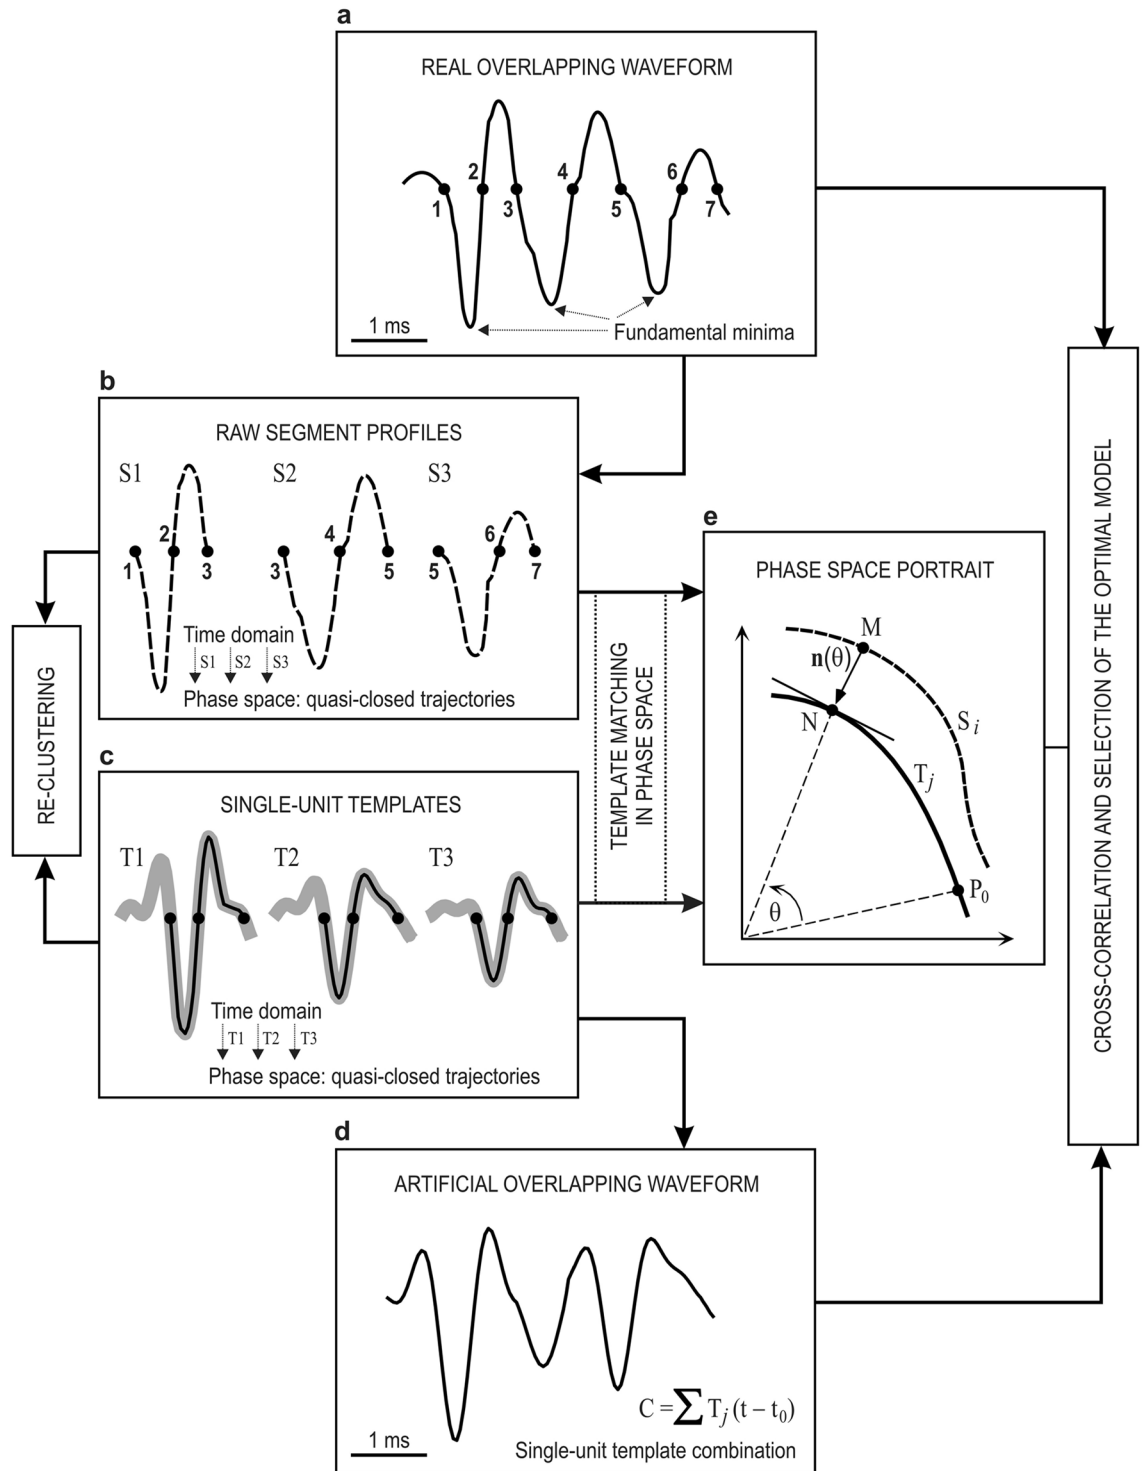 a
REAL OVERLAPPING WAVEFORM
1
2
3
4
5
6
7
1 ms
Fundamental minima
b
RAW SEGMENT PROFILES
S1
S2
S3
1
2
3
3
4
5
5
6
7
Time domain
S1
S2
S3
Phase space: quasi-closed trajectories
RE-CLUSTERING
c
SINGLE-UNIT TEMPLATES
T1
T2
T3
Time domain
T1
T2
T3
Phase space: quasi-closed trajectories
TEMPLATE MATCHING
IN PHASE SPACE
e
PHASE SPACE PORTRAIT
M
n(θ)
N
S i
T j
P0
θ
CROSS-CORRELATION AND SELECTION OF THE OPTIMAL MODEL
d
ARTIFICIAL OVERLAPPING WAVEFORM
C = ∑ Tj (t – t0)
1 ms
Single-unit template combination